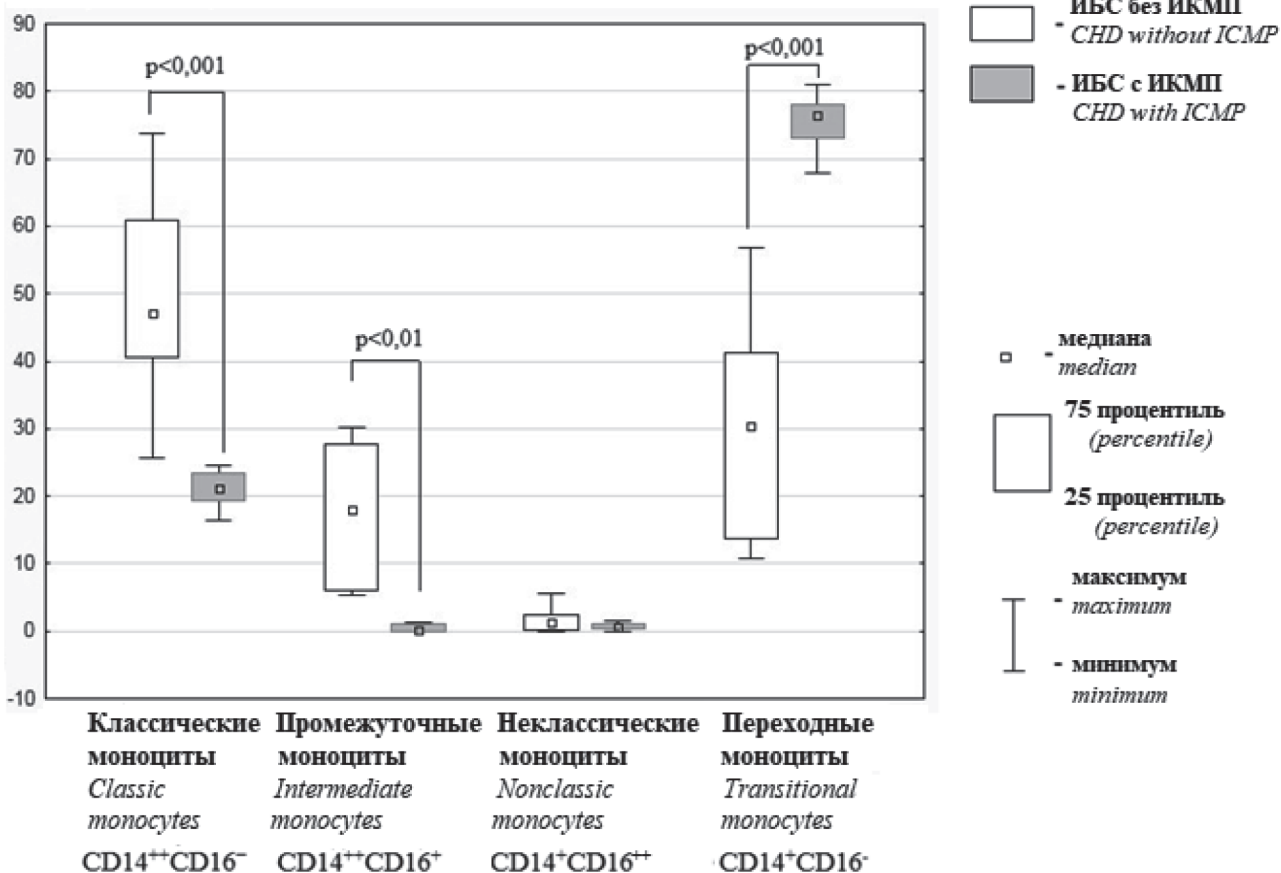 90
80
70
60
50
40
30
20
10
0
-10
p<0,001
p<0,01
p<0,001
Классические
моноциты
Classic
monocytes
CD14⁺⁺CD16⁻
Промежуточные
моноциты
Intermediate
monocytes
CD14⁺⁺CD16⁺
Неклассические
моноциты
Nonclassic
monocytes
CD14⁺CD16⁺⁺
Переходные
моноциты
Transitional
monocytes
CD14⁺CD16⁻
- ИБС без ИКМП
CHD without ICMP
- ИБС с ИКМП
CHD with ICMP
- медиана
median
75 процентиль
(percentile)
25 процентиль
(percentile)
- максимум
maximum
- минимум
minimum